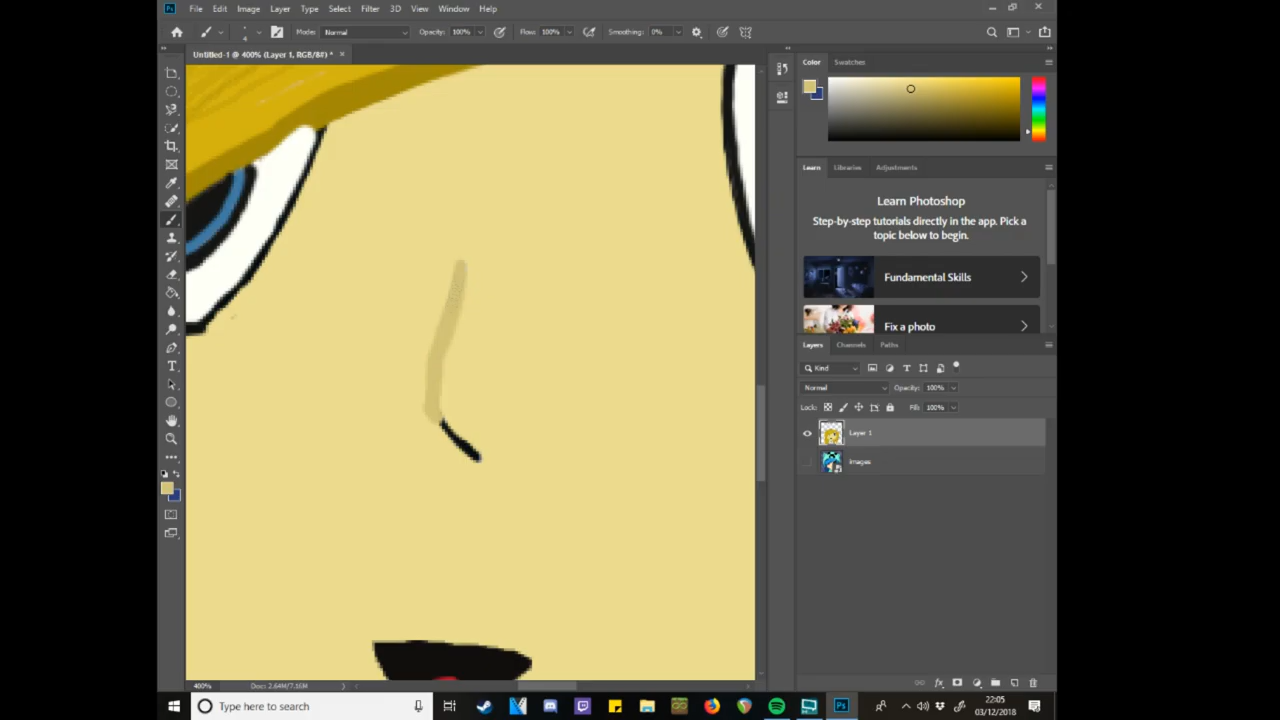 File Edit Image Layer Type Select Filter 3D View Window Help
4 Mode: Normal Opacity: 100% Flow: 100% Smoothing: 0%
Untitled-1 @ 400% (Layer 1, RGB/8#) * ×
Color Swatches
Learn Libraries Adjustments
Learn Photoshop
Step-by-step tutorials directly in the app. Pick a
topic below to begin.
Fundamental Skills
Fix a photo
Layers Channels Paths
Kind
Normal Opacity: 100%
Lock: Fill: 100%
Layer 1
images
400% Doc: 2.64M/7.16M
Type here to search
22:05
03/12/2018